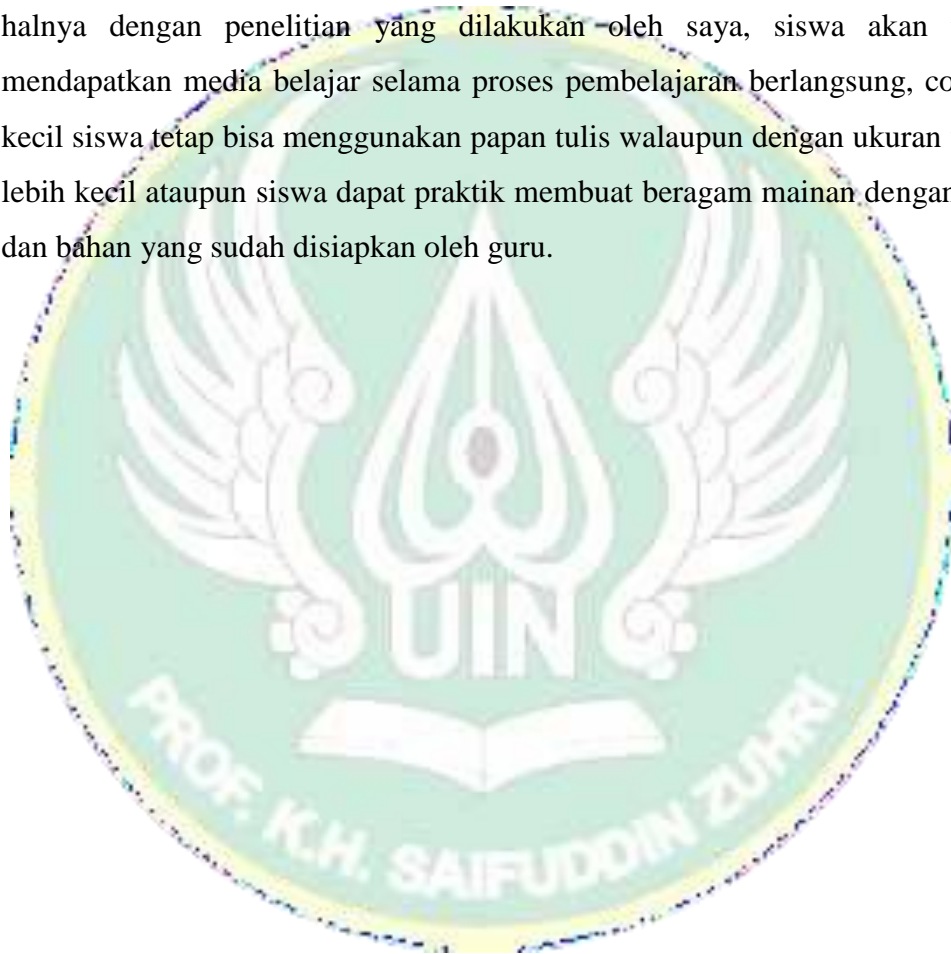 halnya dengan penelitian yang dilakukan oleh saya, siswa akan
mendapatkan media belajar selama proses pembelajaran berlangsung, co
kecil siswa tetap bisa menggunakan papan tulis walaupun dengan ukuran
lebih kecil ataupun siswa dapat praktik membuat beragam mainan dengan
dan bahan yang sudah disiapkan oleh guru.
UIN
PROF. K.H. SAIFUDDIN ZUHRI